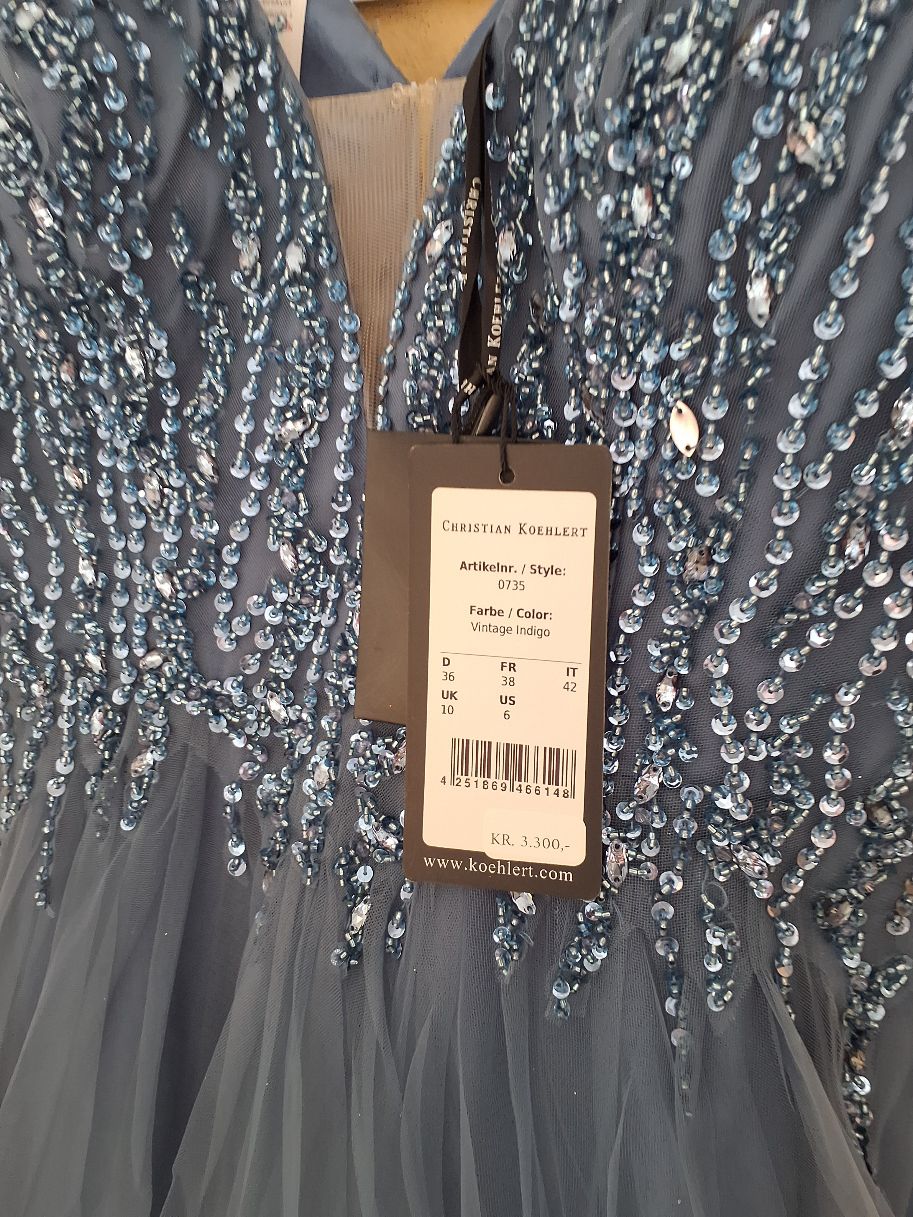 CHRISTIAN KOEHLERT
Artikelnr. / Style:
0735
Farbe / Color:
Vintage Indigo
D FR IT
36 38 42
UK US
10 6
4 251869 466148
KR. 3.300,-
www.koehlert.com